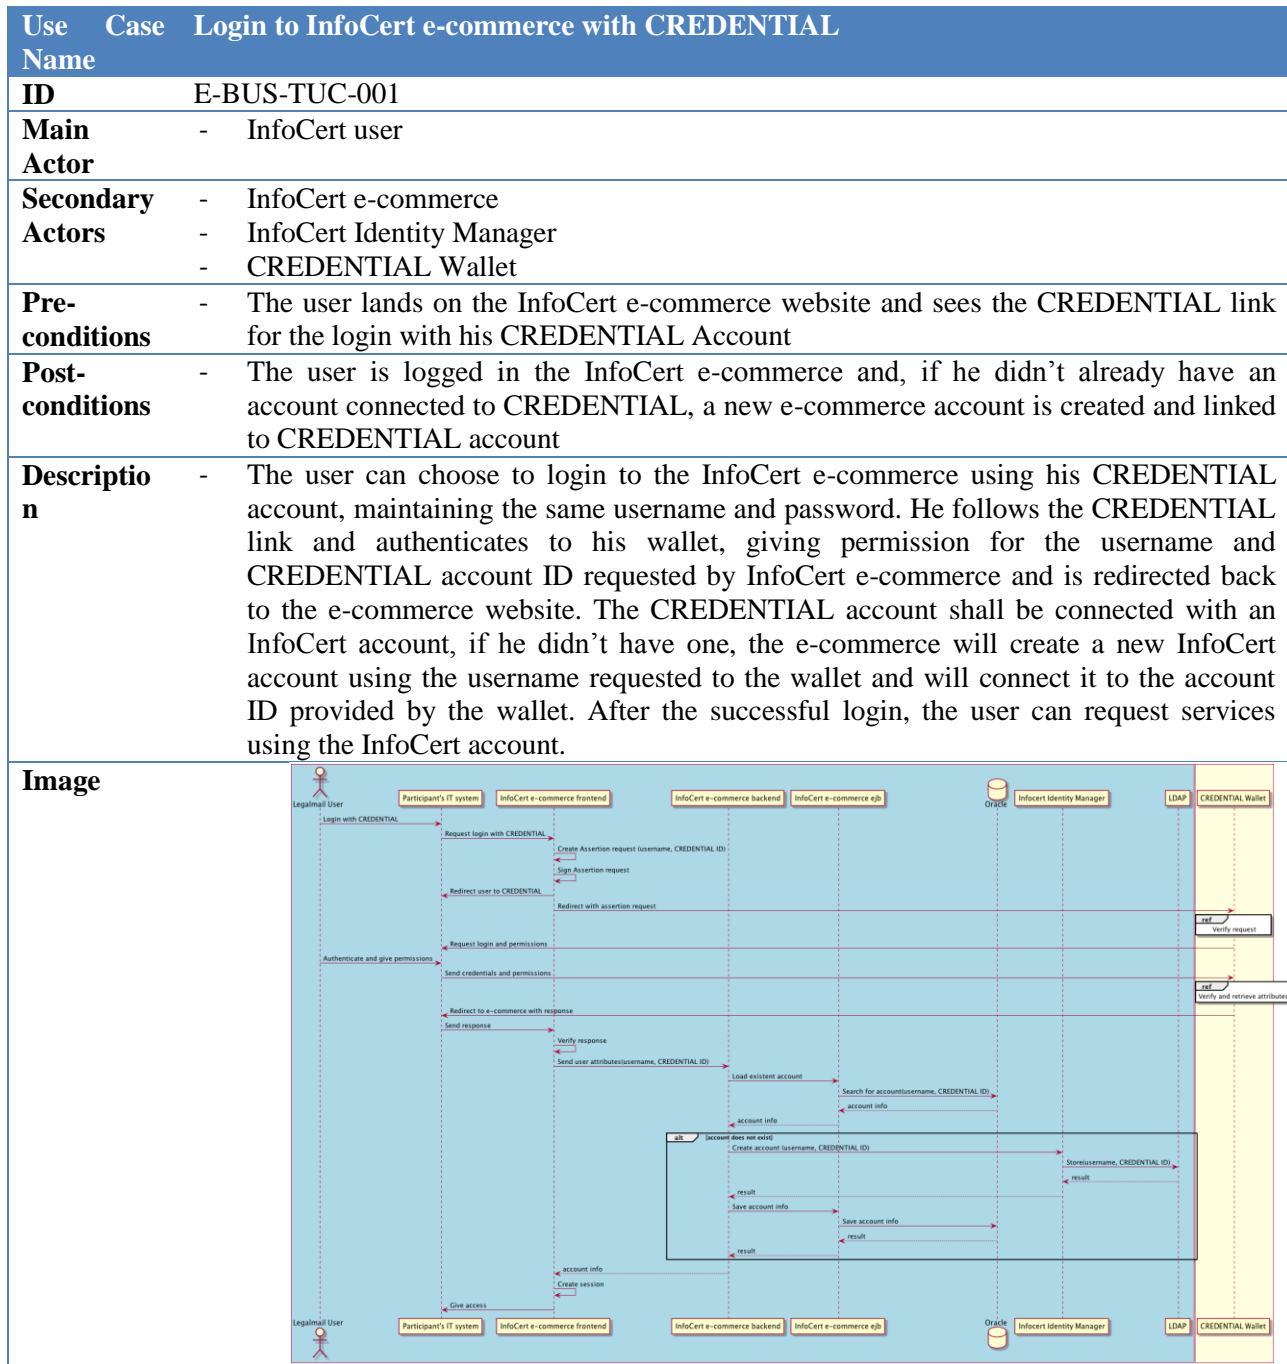 Use Case Name Login to InfoCert e-commerce with CREDENTIAL
ID E-BUS-TUC-001
Main Actor - InfoCert user
Secondary Actors - InfoCert e-commerce
- InfoCert Identity Manager
- CREDENTIAL Wallet
Pre-conditions - The user lands on the InfoCert e-commerce website and sees the CREDENTIAL link
for the login with his CREDENTIAL Account
Post-conditions - The user is logged in the InfoCert e-commerce and, if he didn't already have an
account connected to CREDENTIAL, a new e-commerce account is created and linked
to CREDENTIAL account
Description - The user can choose to login to the InfoCert e-commerce using his CREDENTIAL
account, maintaining the same username and password. He follows the CREDENTIAL
link and authenticates to his wallet, giving permission for the username and
CREDENTIAL account ID requested by InfoCert e-commerce and is redirected back
to the e-commerce website. The CREDENTIAL account shall be connected with an
InfoCert account, if he didn't have one, the e-commerce will create a new InfoCert
account using the username requested to the wallet and will connect it to the account
ID provided by the wallet. After the successful login, the user can request services
using the InfoCert account.
Image
Legalmail User
Participant's IT system
InfoCert e-commerce frontend
InfoCert e-commerce backend
InfoCert e-commerce ejb
Oracle
Infocert Identity Manager
LDAP
CREDENTIAL Wallet
Login with CREDENTIAL
Request login with CREDENTIAL
Create Assertion request (username, CREDENTIAL ID)
Sign Assertion request
Redirect user to CREDENTIAL
Redirect with assertion request
ref
Verify request
Request login and permissions
Authenticate and give permissions
Send credentials and permissions
ref
Verify and retrieve attributes
Redirect to e-commerce with response
Send response
Verify response
Send user attributes(username, CREDENTIAL ID)
Load existent account
Search for account(username, CREDENTIAL ID)
account info
account info
alt [account does not exist]
Create account (username, CREDENTIAL ID)
Store(username, CREDENTIAL ID)
result
result
Save account info
Save account info
result
result
account info
Create session
Give access
Legalmail User
Participant's IT system
InfoCert e-commerce frontend
InfoCert e-commerce backend
InfoCert e-commerce ejb
Oracle
Infocert Identity Manager
LDAP
CREDENTIAL Wallet